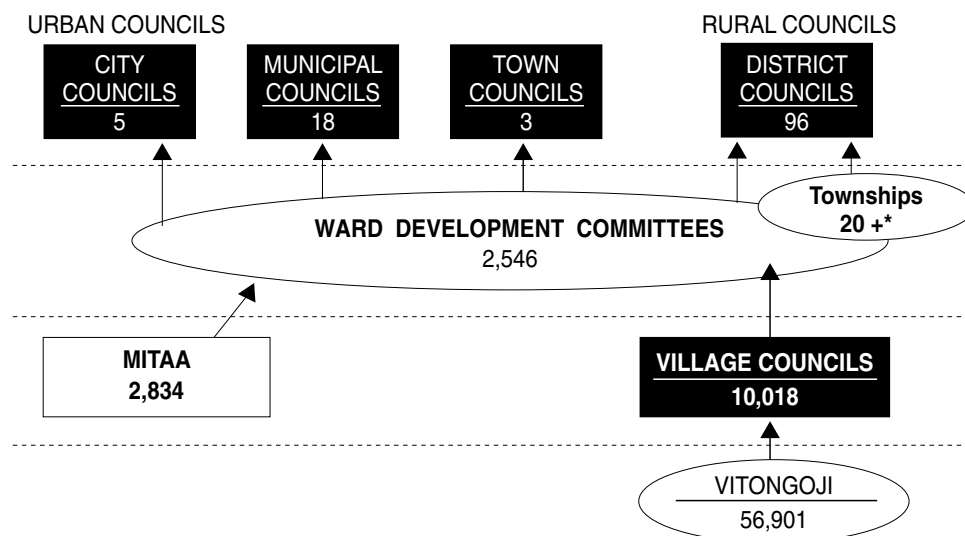 URBAN COUNCILS
RURAL COUNCILS
CITY
COUNCILS
5
MUNICIPAL
COUNCILS
18
TOWN
COUNCILS
3
DISTRICT
COUNCILS
96
Townships
20 +*
WARD DEVELOPMENT COMMITTEES
2,546
MITAA
2,834
VILLAGE COUNCILS
10,018
VITONGOJI
56,901